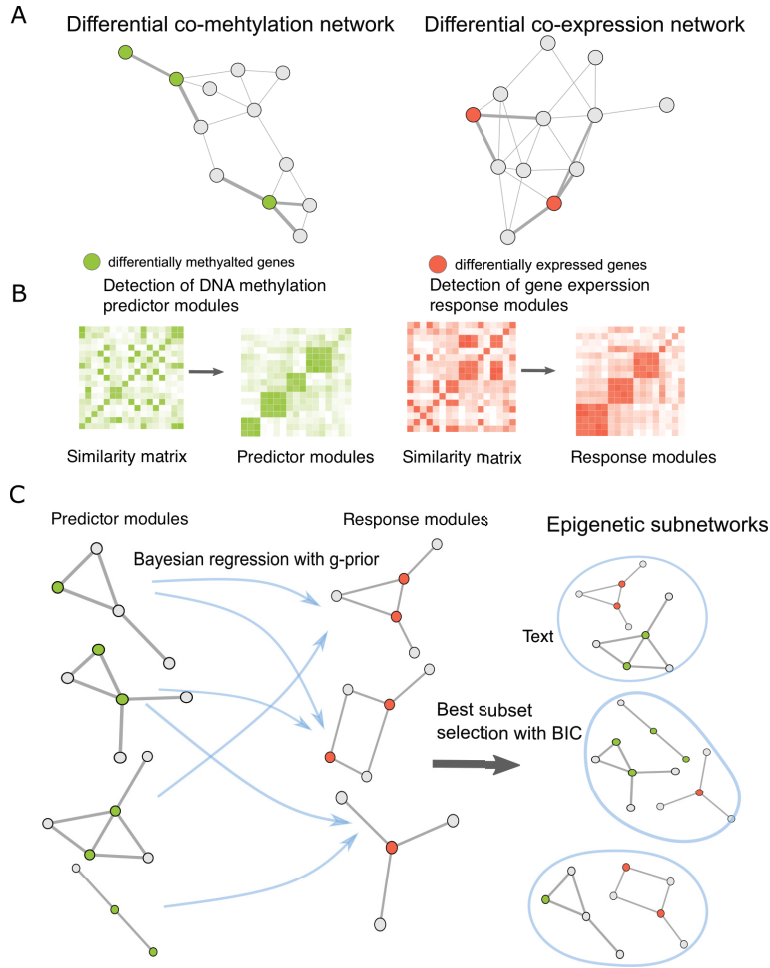 A
Differential co-mehtylation network
Differential co-expression network
differentially methyalted genes
differentially expressed genes
B
Detection of DNA methylation
predictor modules
Detection of gene experssion
response modules
Similarity matrix
Predictor modules
Similarity matrix
Response modules
C
Predictor modules
Response modules
Epigenetic subnetworks
Bayesian regression with g-prior
Text
Best subset
selection with BIC